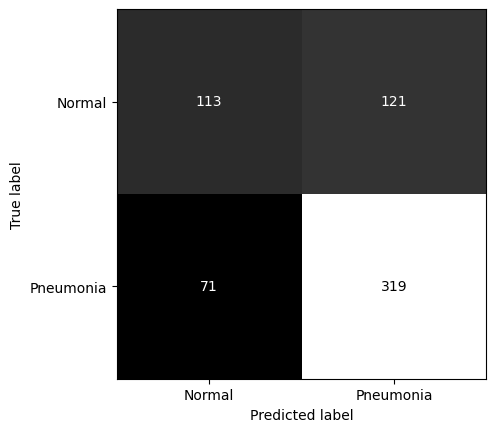 Normal
113
121
True label
Pneumonia
71
319
Normal
Pneumonia
Predicted label